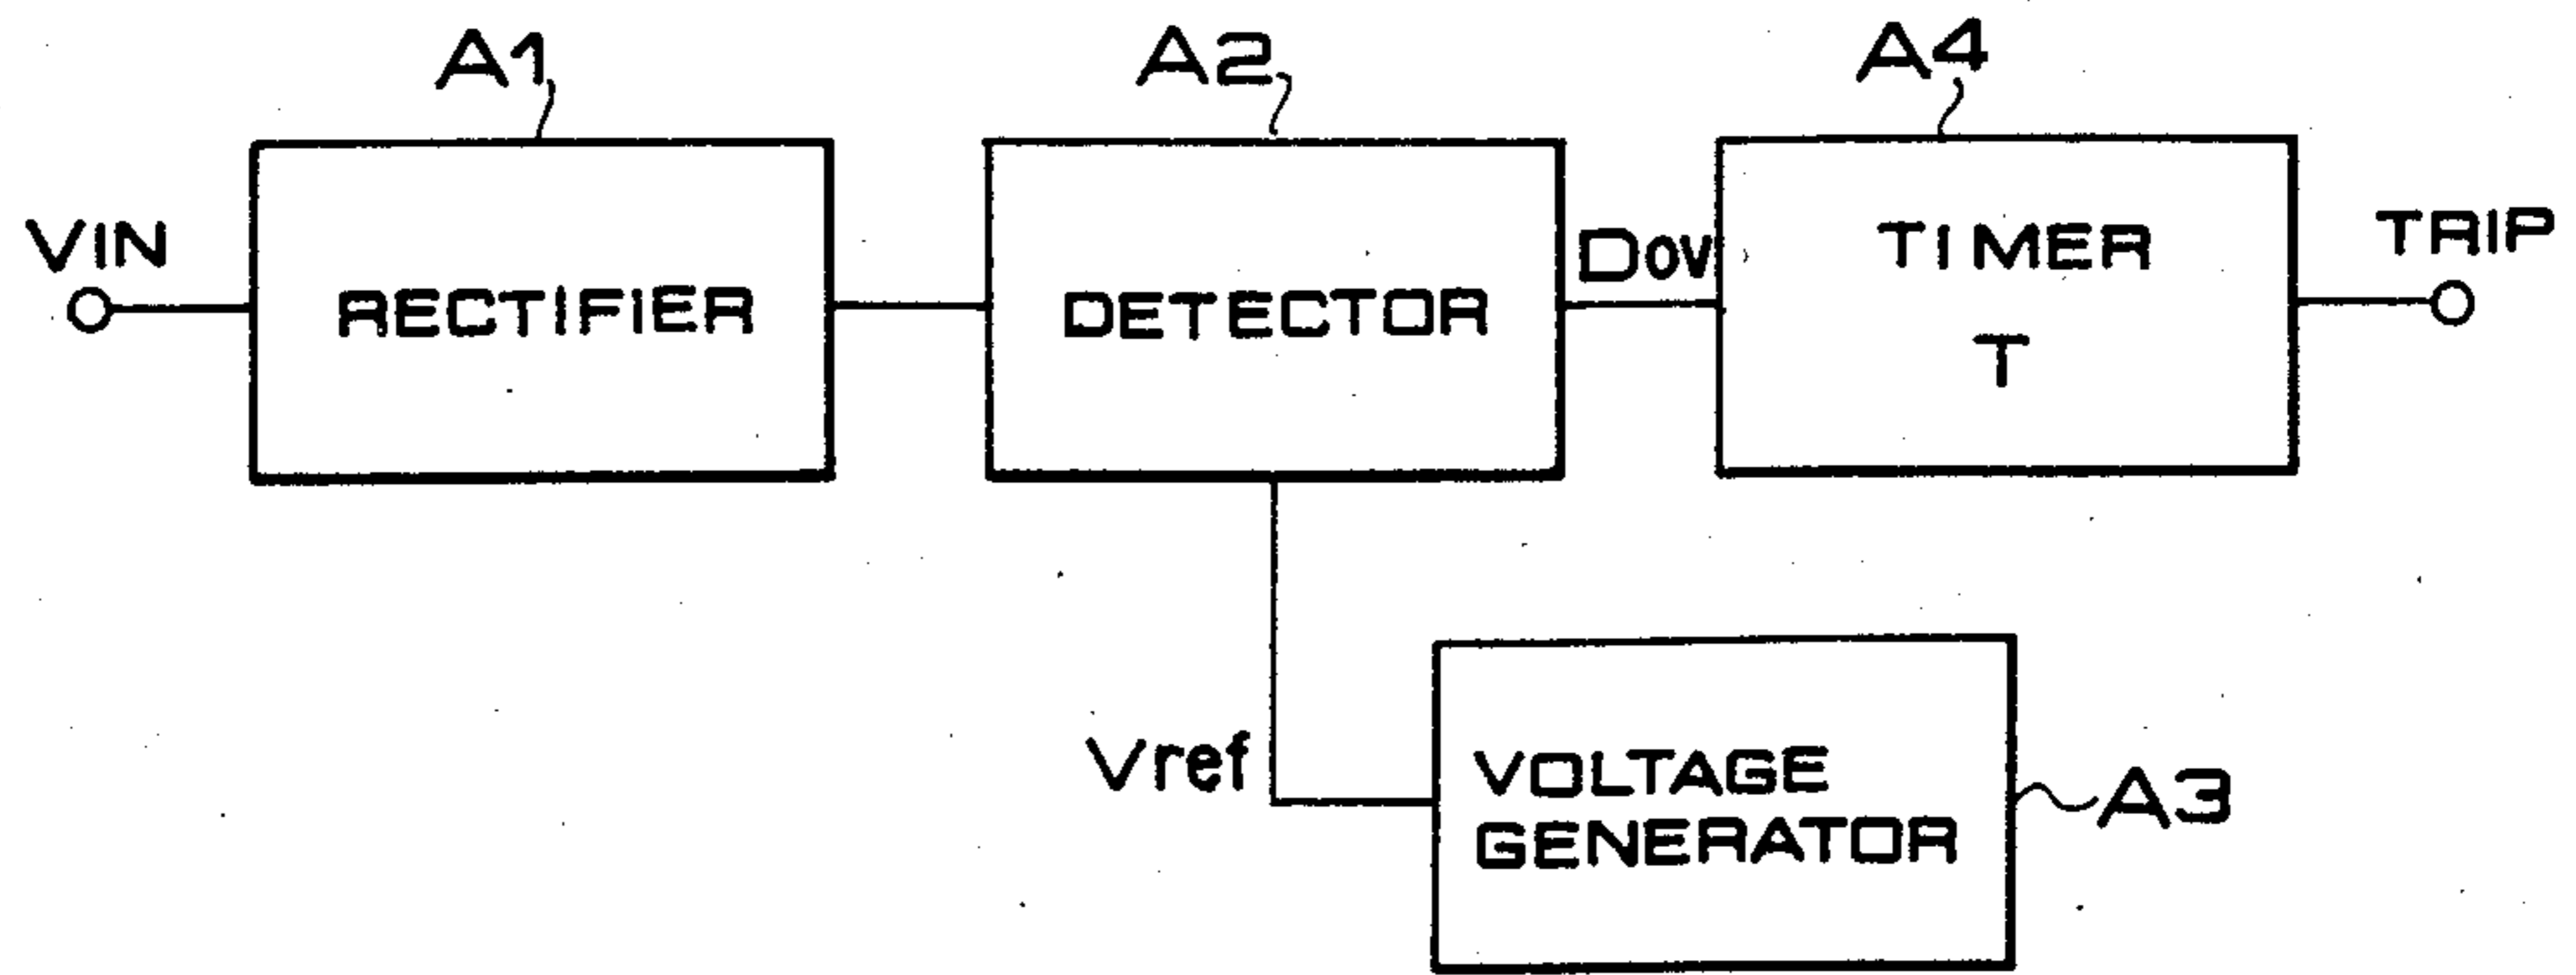 A1
A2
A4
VIN
RECTIFIER
DETECTOR
Dov
TIMER
T
TRIP
Vref
VOLTAGE
GENERATOR
A3